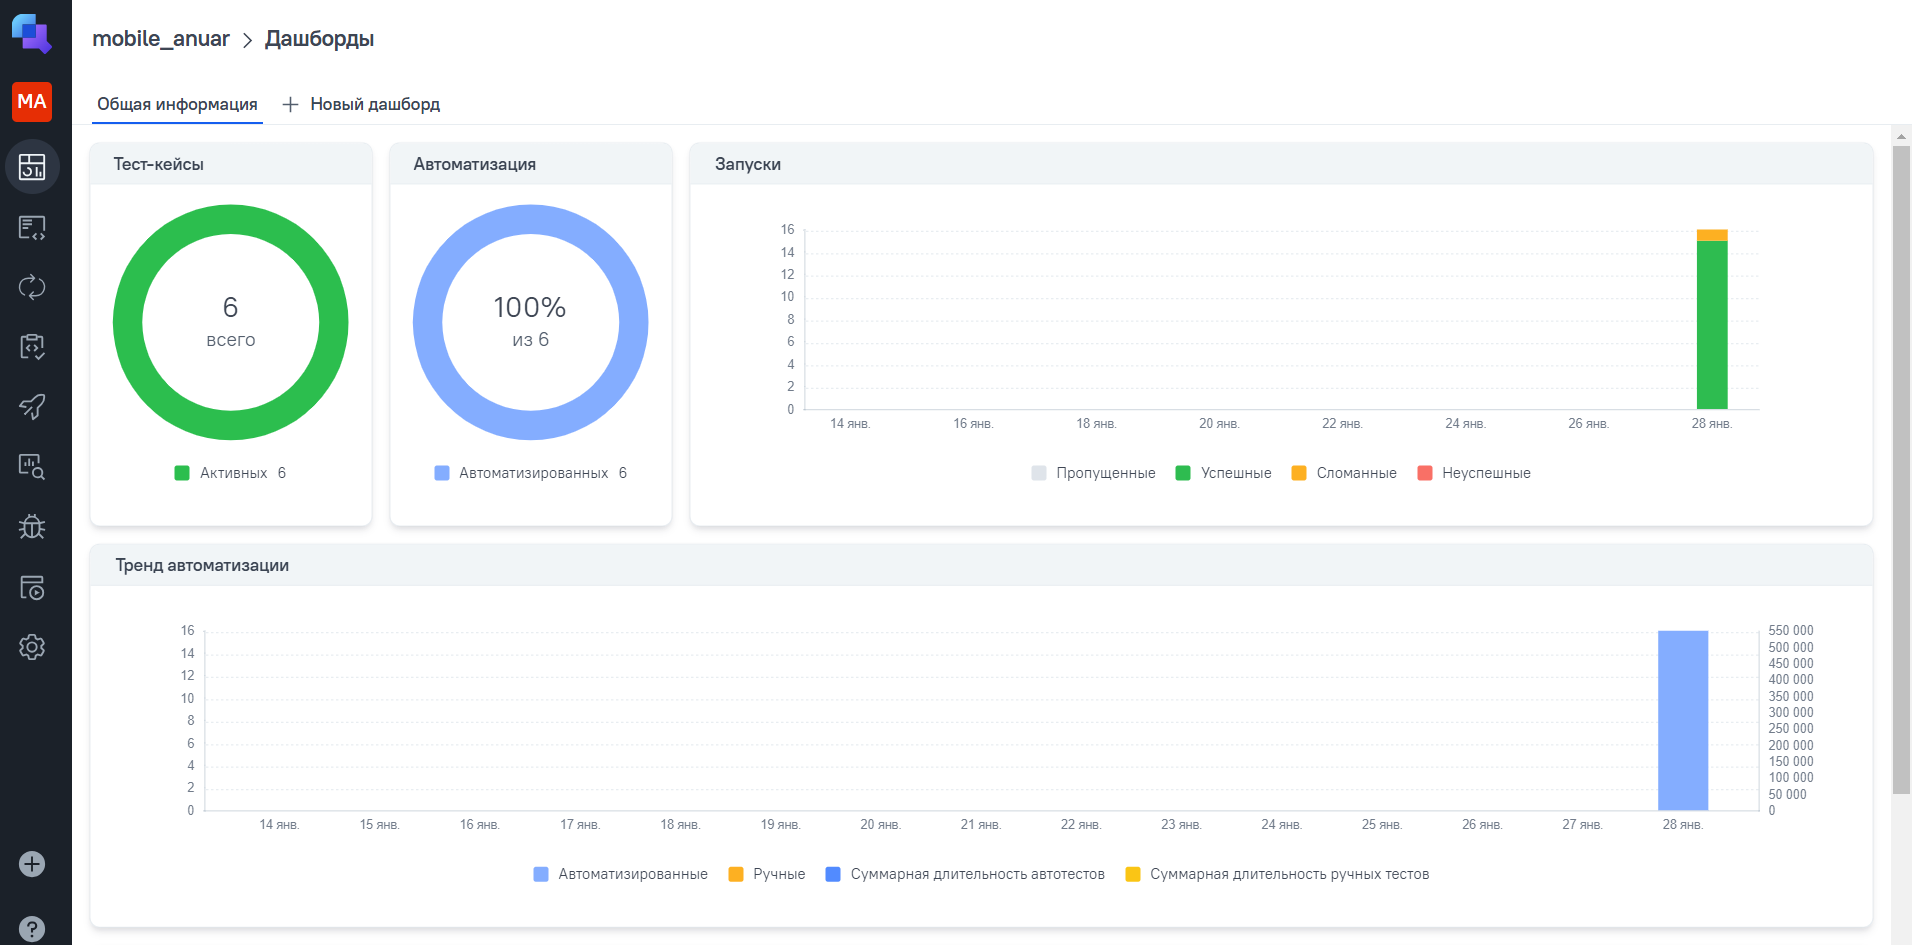 mobile_anuar > Дашборды
MA
Общая информация
+ Новый дашборд
Тест-кейсы
6
всего
Активных 6
Автоматизация
100%
из 6
Автоматизированных 6
Запуски
16
14
12
10
8
6
4
2
0
14 янв. 16 янв. 18 янв. 20 янв. 22 янв. 24 янв. 26 янв. 28 янв.
Пропущенные Успешные Сломанные Неуспешные
Тренд автоматизации
16
14
12
10
8
6
4
2
0
550 000
500 000
450 000
400 000
350 000
300 000
250 000
200 000
150 000
100 000
50 000
0
14 янв. 15 янв. 16 янв. 17 янв. 18 янв. 19 янв. 20 янв. 21 янв. 22 янв. 23 янв. 24 янв. 25 янв. 26 янв. 27 янв. 28 янв.
Автоматизированные Ручные Суммарная длительность автотестов Суммарная длительность ручных тестов
?